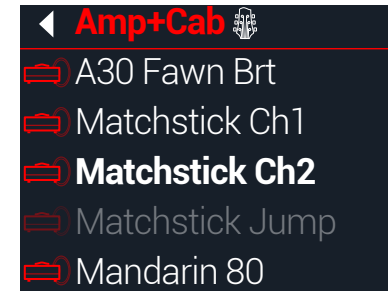 Amp+Cab
A30 Fawn Brt
Matchstick Ch1
Matchstick Ch2
Matchstick Jump
Mandarin 80